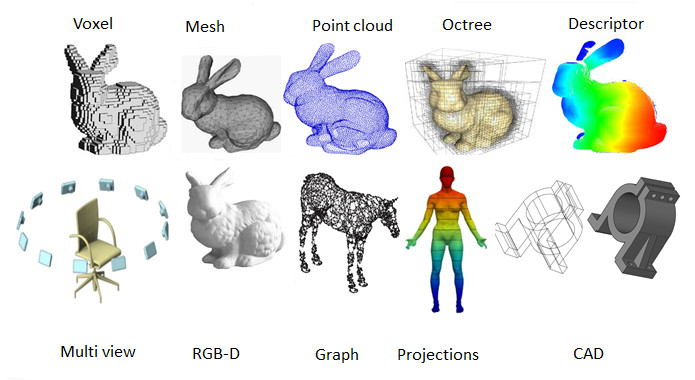 Voxel
Mesh
Point cloud
Octree
Descriptor
Multi view
RGB-D
Graph
Projections
CAD